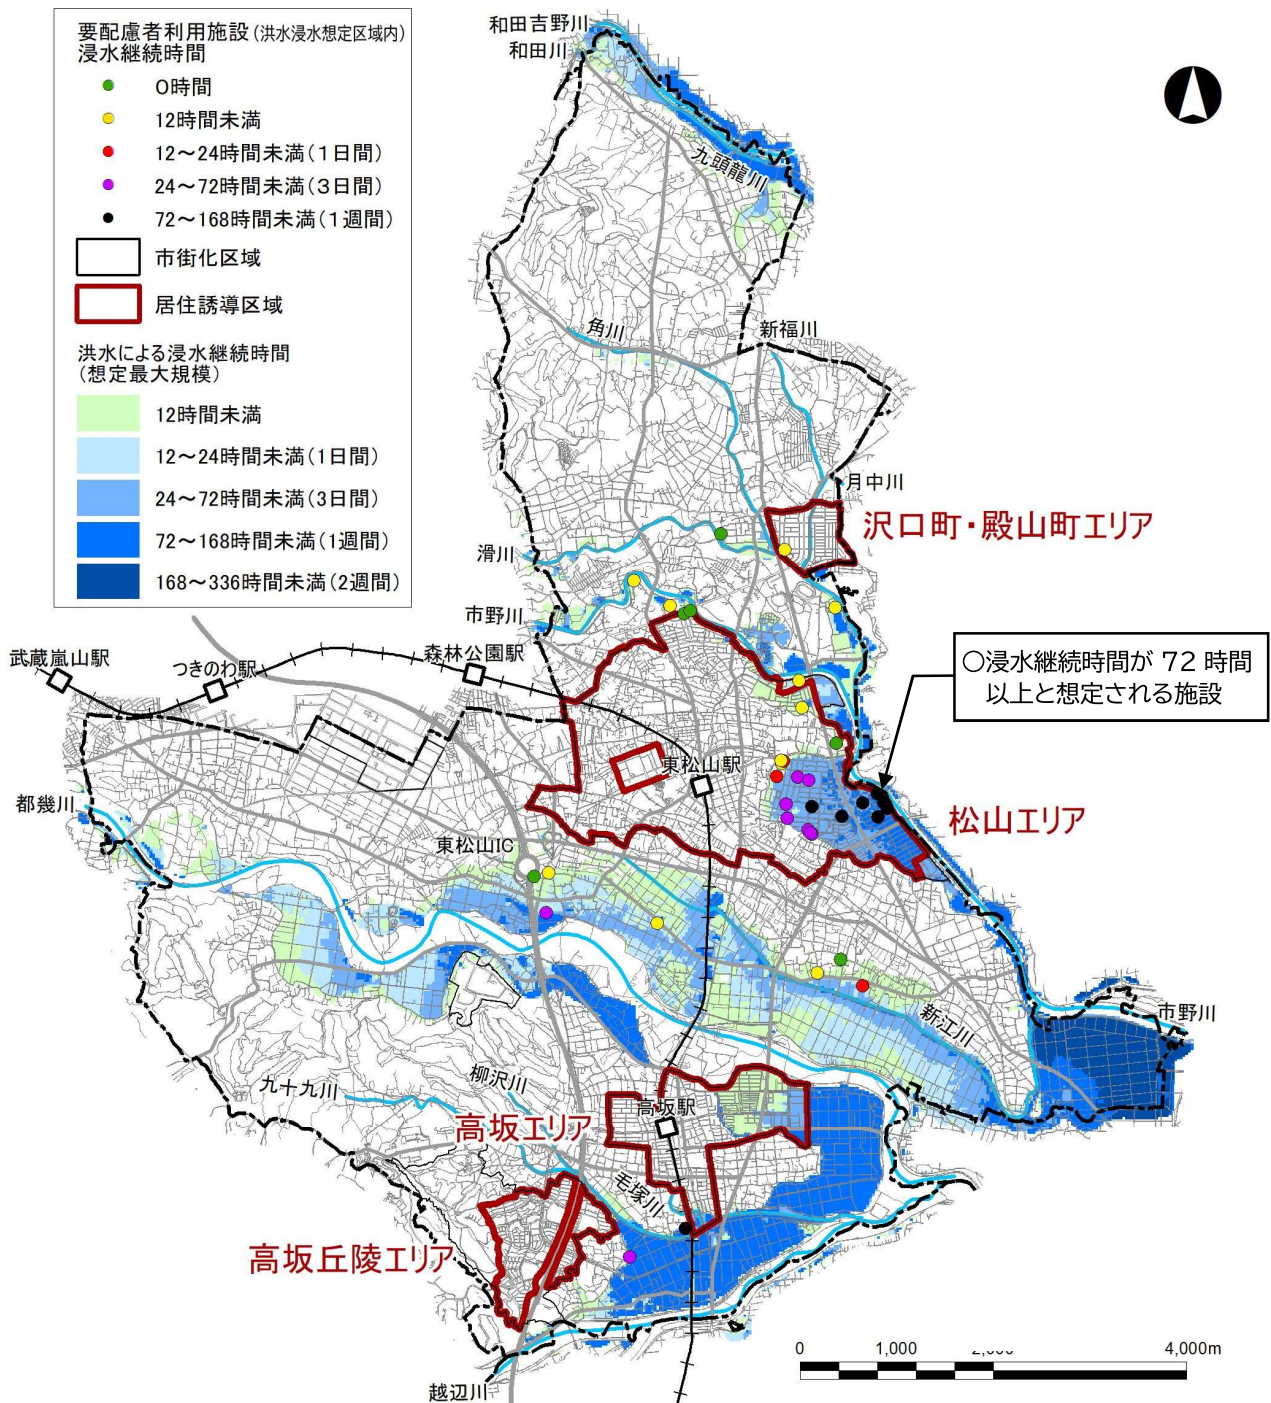 要配慮者利用施設(洪水浸水想定区域内)
浸水継続時間
0時間
12時間未満
12～24時間未満(1日間)
24～72時間未満(3日間)
72～168時間未満(1週間)
市街化区域
居住誘導区域
洪水による浸水継続時間
(想定最大規模)
12時間未満
12～24時間未満(1日間)
24～72時間未満(3日間)
72～168時間未満(1週間)
168～336時間未満(2週間)
和田吉野川
和田川
九頭龍川
角川
新福川
月中川
沢口町・殿山町エリア
滑川
市野川
武蔵嵐山駅
つきのわ駅
森林公園駅
○浸水継続時間が 72 時間
以上と想定される施設
東松山駅
都幾川
松山エリア
東松山IC
新江川
市野川
九十九川
柳沢川
高坂エリア
高坂駅
毛塚川
高坂丘陵エリア
越辺川
0
1,000
4,000m